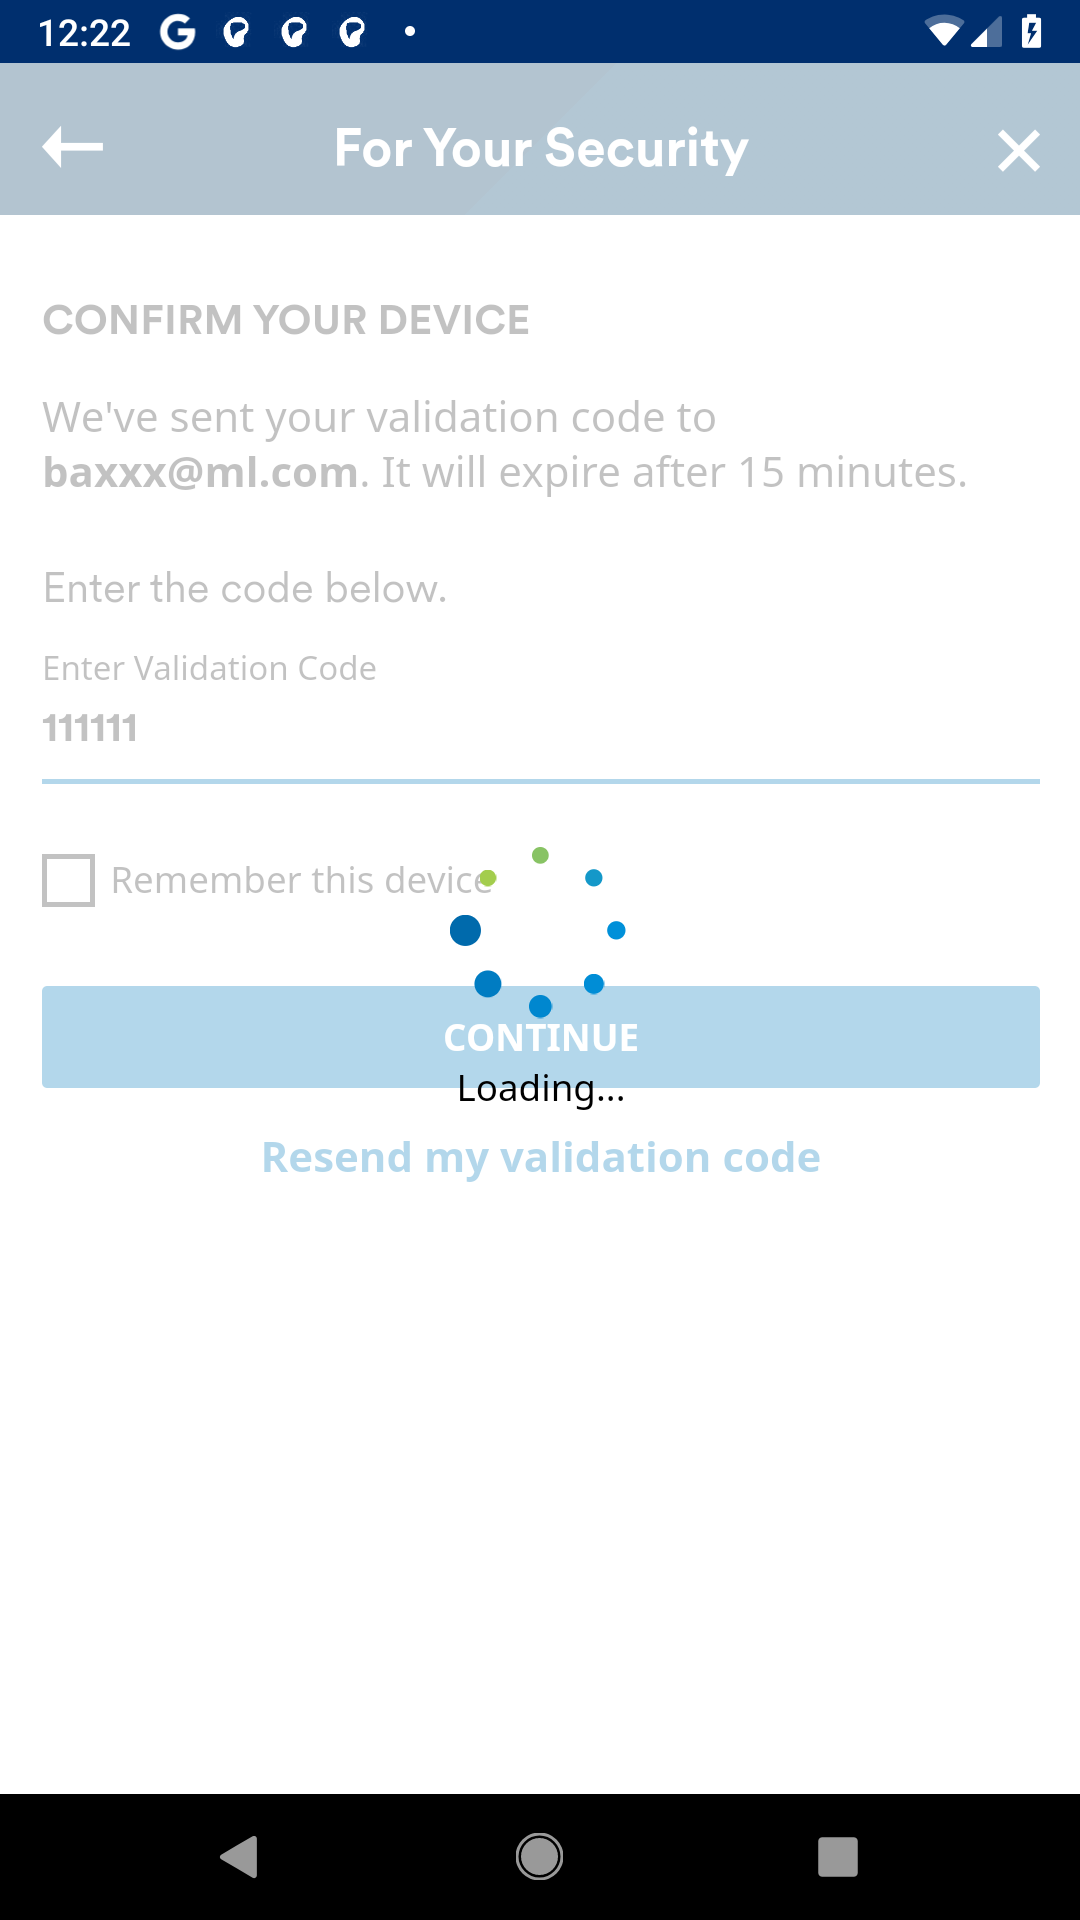 12:22
For Your Security
CONFIRM YOUR DEVICE
We've sent your validation code to
baxxx@ml.com. It will expire after 15 minutes.
Enter the code below.
Enter Validation Code
111111
Remember this device
CONTINUE
Loading...
Resend my validation code